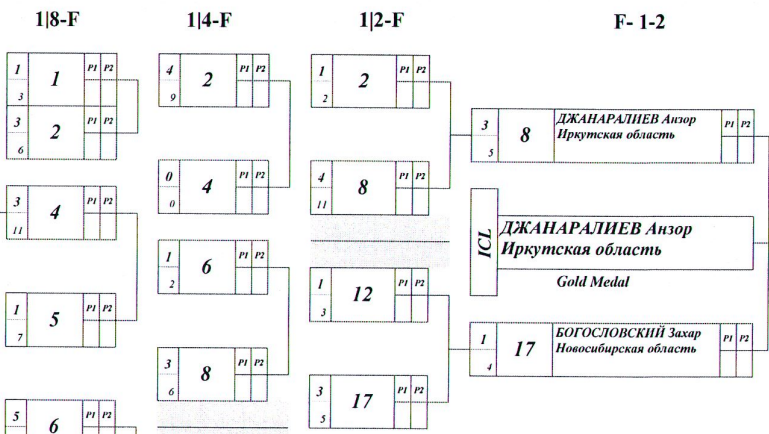 1|8-F
1|4-F
1|2-F
F- 1-2
1
3
1
P1 P2
3
6
2
P1 P2
3
11
4
P1 P2
1
7
5
P1 P2
5
6
P1 P2
4
9
2
P1 P2
0
0
4
P1 P2
1
2
6
P1 P2
3
6
8
P1 P2
1
2
2
P1 P2
4
11
8
P1 P2
1
3
12
P1 P2
3
5
17
P1 P2
3
5
8
ДЖАНАРАЛИЕВ Анзор
Иркутская область
P1 P2
ICL
ДЖАНАРАЛИЕВ Анзор
Иркутская область
Gold Medal
1
4
17
БОГОСЛОВСКИЙ Захар
Новосибирская область
P1 P2